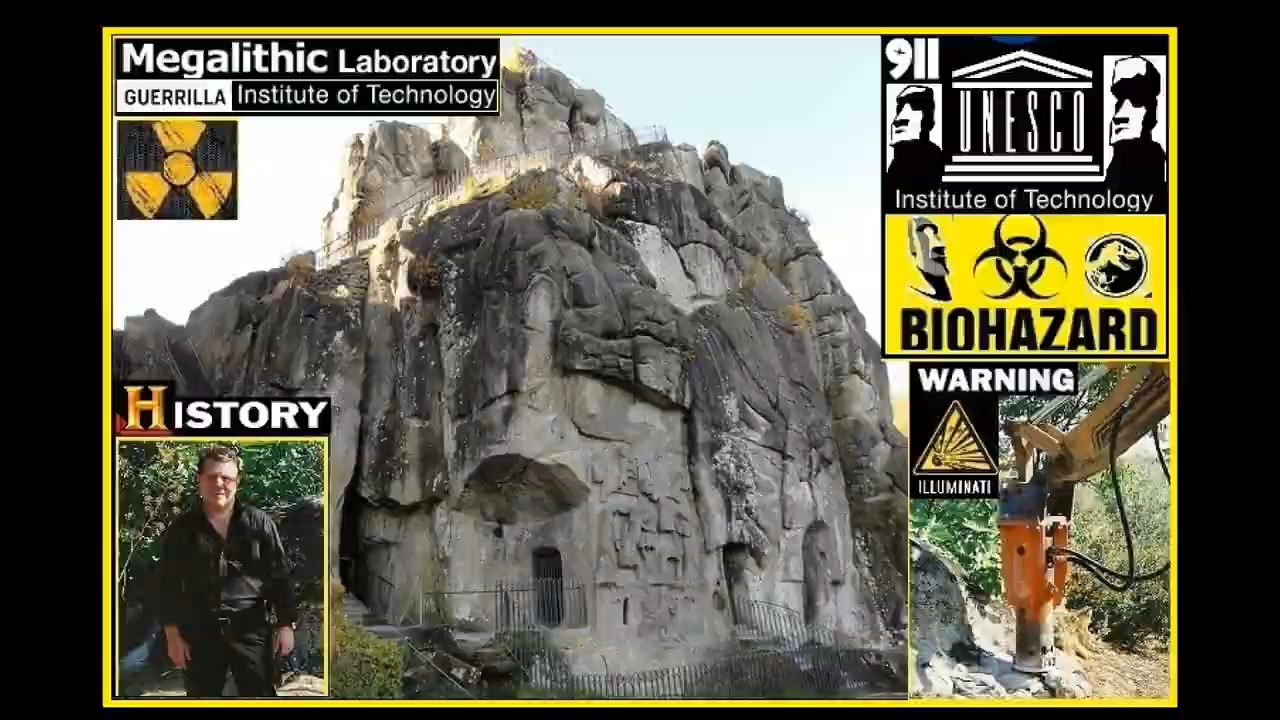 Megalithic Laboratory
GUERRILLA Institute of Technology
911
UNESCO
Institute of Technology
BIOHAZARD
WARNING
ILLUMINATI
HISTORY